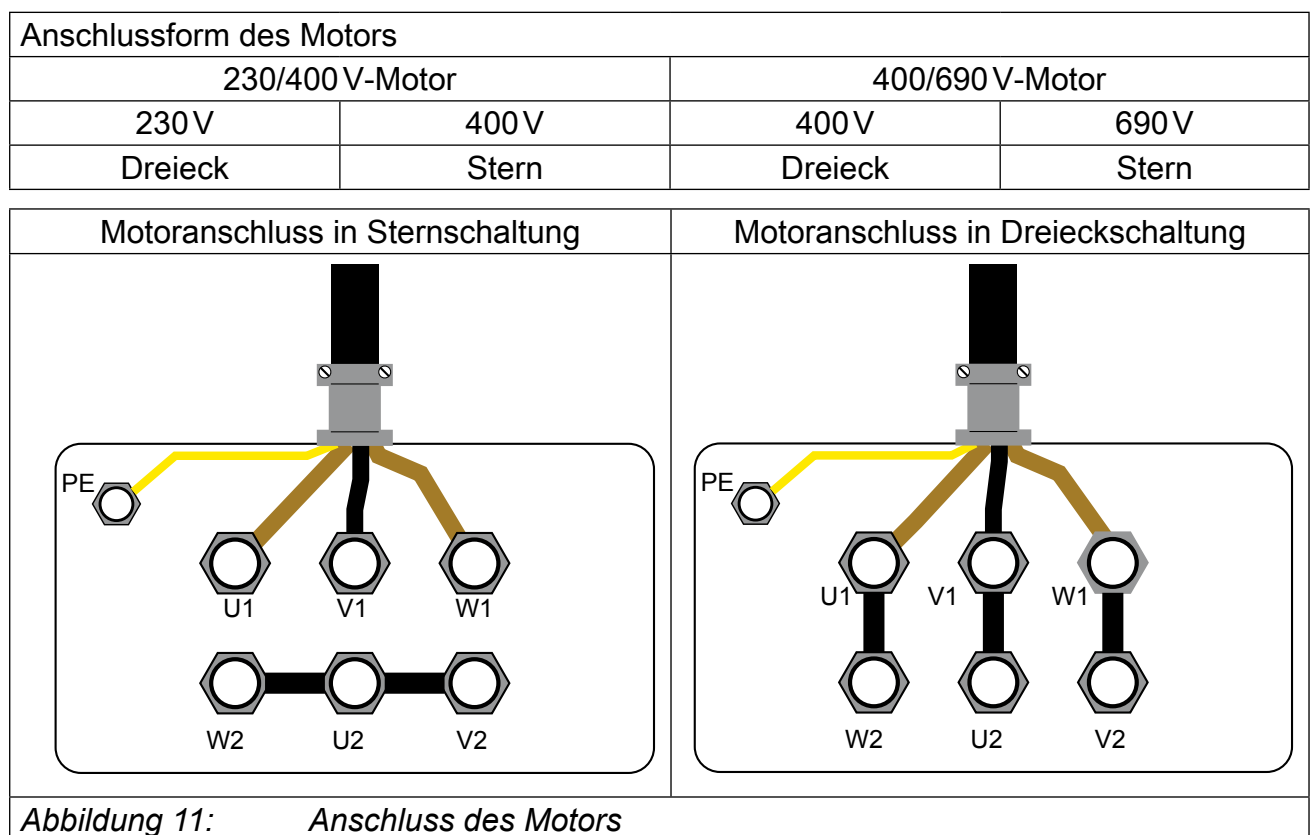 Anschlussform des Motors
230/400 V-Motor 400/690 V-Motor
230 V 400 V 400 V 690 V
Dreieck Stern Dreieck Stern
Motoranschluss in Sternschaltung Motoranschluss in Dreieckschaltung
PE PE
U1 V1 W1 U1 V1 W1
W2 U2 V2 W2 U2 V2
Abbildung 11: Anschluss des Motors